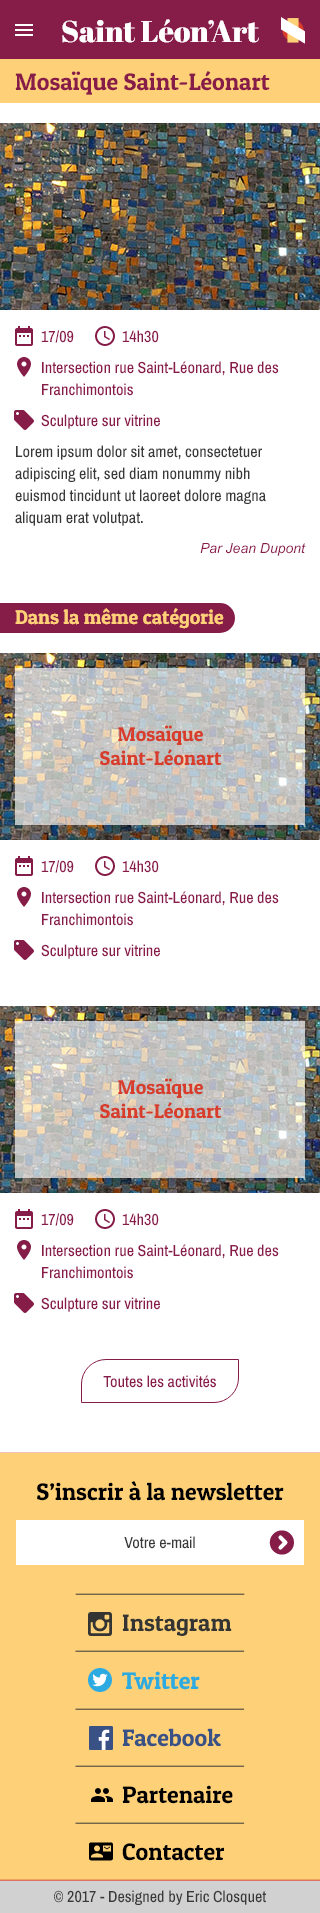 Saint Léon’Art
Mosaïque Saint-Léonart
17/09 14h30
Intersection rue Saint-Léonard, Rue des
Franchimontois
Sculpture sur vitrine
Lorem ipsum dolor sit amet, consectetuer
adipiscing elit, sed diam nonummy nibh
euismod tincidunt ut laoreet dolore magna
aliquam erat volutpat.
Par Jean Dupont
Dans la même catégorie
Mosaïque
Saint-Léonart
17/09 14h30
Intersection rue Saint-Léonard, Rue des
Franchimontois
Sculpture sur vitrine
Mosaïque
Saint-Léonart
17/09 14h30
Intersection rue Saint-Léonard, Rue des
Franchimontois
Sculpture sur vitrine
Toutes les activités
S’inscrir à la newsletter
Votre e-mail
Instagram
Twitter
Facebook
Partenaire
Contacter
© 2017 - Designed by Eric Closquet